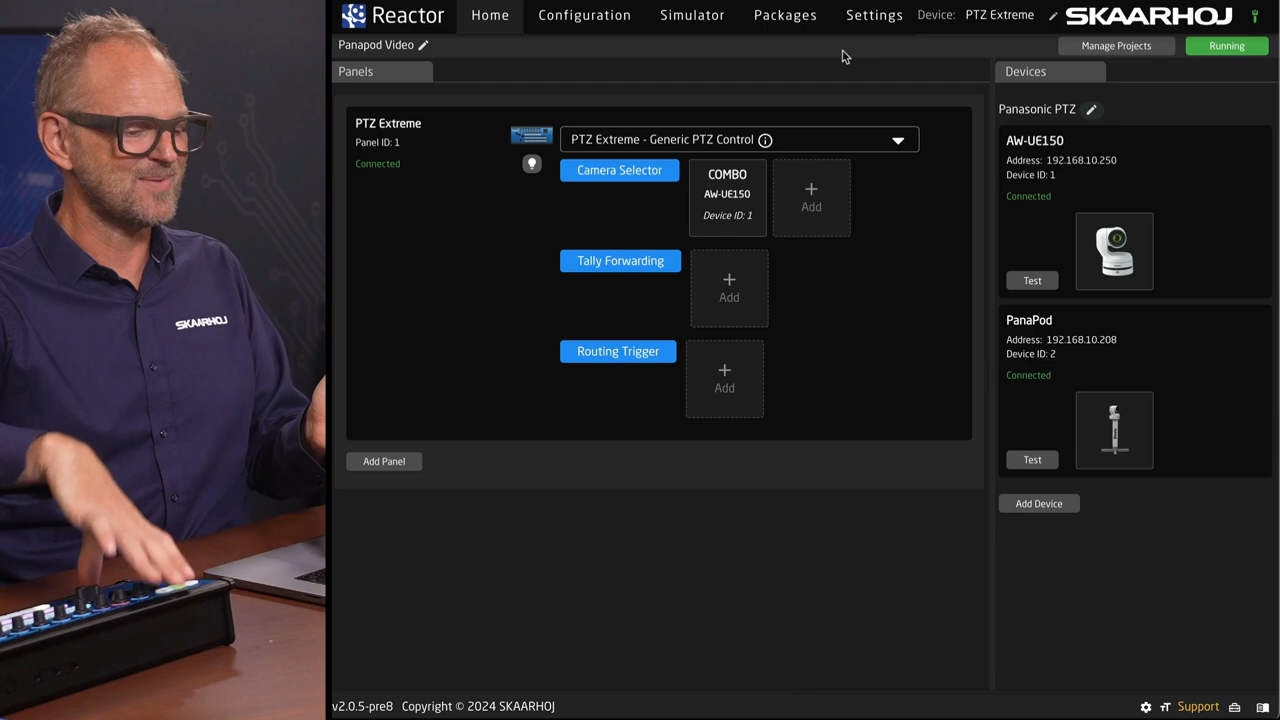 Reactor
Home
Configuration
Simulator
Packages
Settings
Device: PTZ Extreme
SKAARHOJ
Panapod Video
Manage Projects
Running
Panels
Devices
PTZ Extreme
Panel ID: 1
Connected
PTZ Extreme - Generic PTZ Control
Camera Selector
COMBO
AW-UE150
Device ID: 1
+
Add
Tally Forwarding
+
Add
Routing Trigger
+
Add
Add Panel
Panasonic PTZ
AW-UE150
Address: 192.168.10.250
Device ID: 1
Connected
Test
PanaPod
Address: 192.168.10.208
Device ID: 2
Connected
Test
Add Device
SKAARHOJ
v2.0.5-pre8 Copyright © 2024 SKAARHOJ
Support